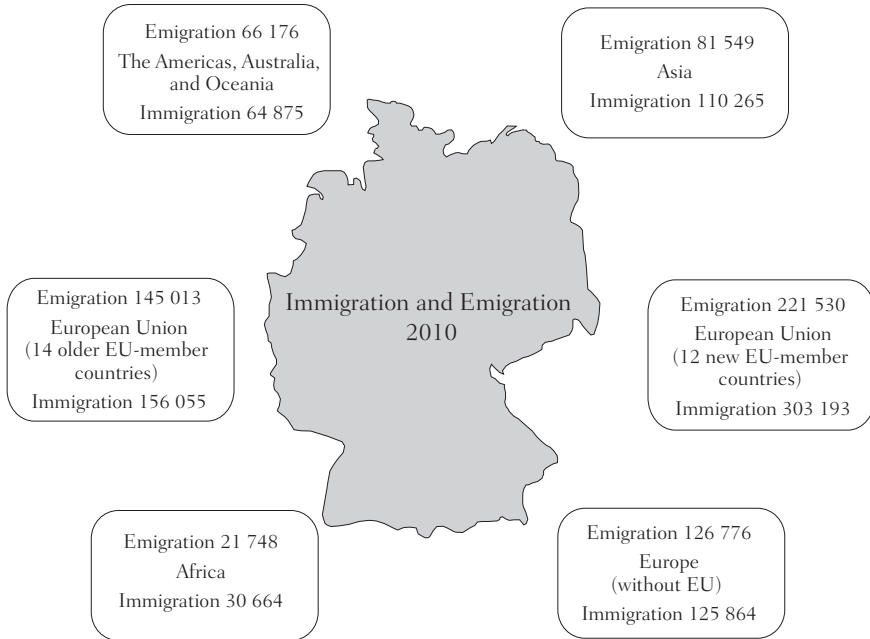 Emigration 66 176
The Americas, Australia,
and Oceania
Immigration 64 875
Emigration 81 549
Asia
Immigration 110 265
Immigration and Emigration
2010
Emigration 145 013
European Union
(14 older EU-member
countries)
Immigration 156 055
Emigration 221 530
European Union
(12 new EU-member
countries)
Immigration 303 193
Emigration 21 748
Africa
Immigration 30 664
Emigration 126 776
Europe
(without EU)
Immigration 125 864